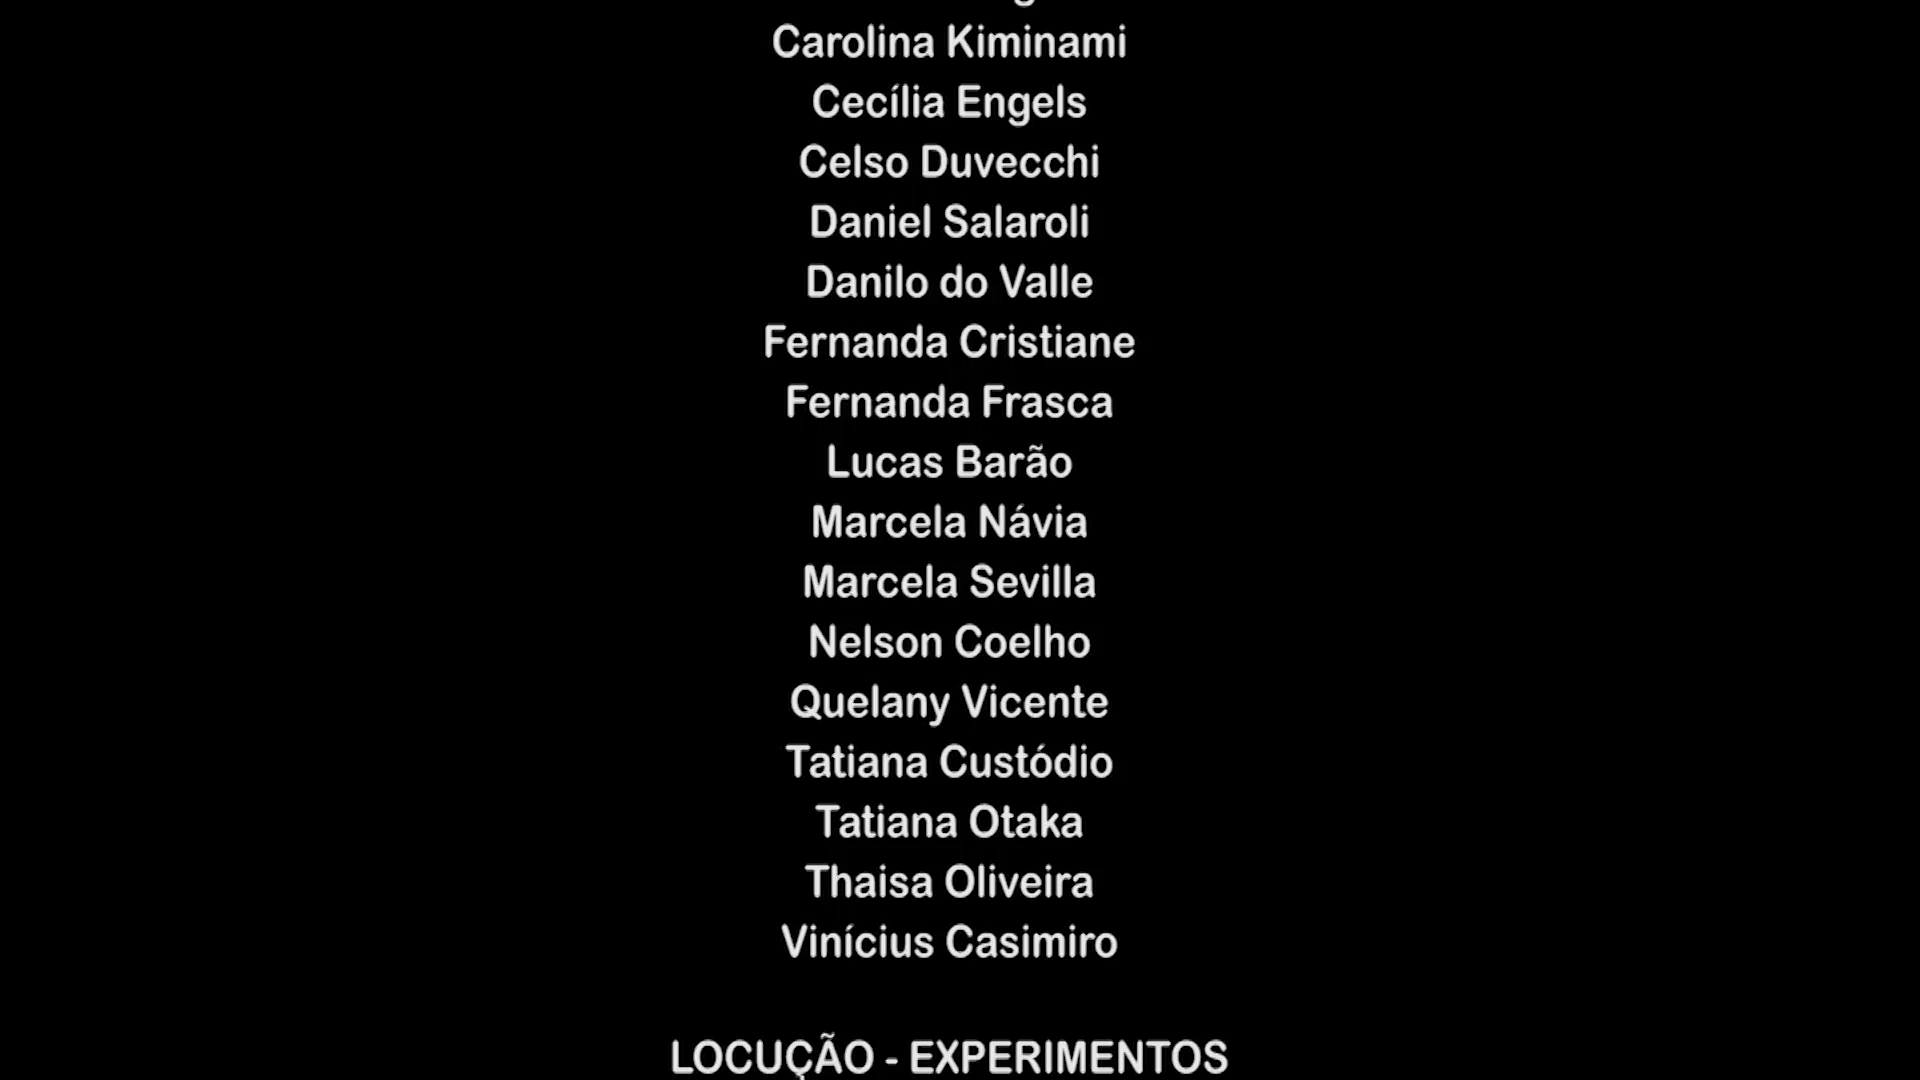 Carolina Kiminami
Cecília Engels
Celso Duvecchi
Daniel Salaroli
Danilo do Valle
Fernanda Cristiane
Fernanda Frasca
Lucas Barão
Marcela Návia
Marcela Sevilla
Nelson Coelho
Quelany Vicente
Tatiana Custódio
Tatiana Otaka
Thaisa Oliveira
Vinícius Casimiro
LOCUÇÃO - EXPERIMENTOS